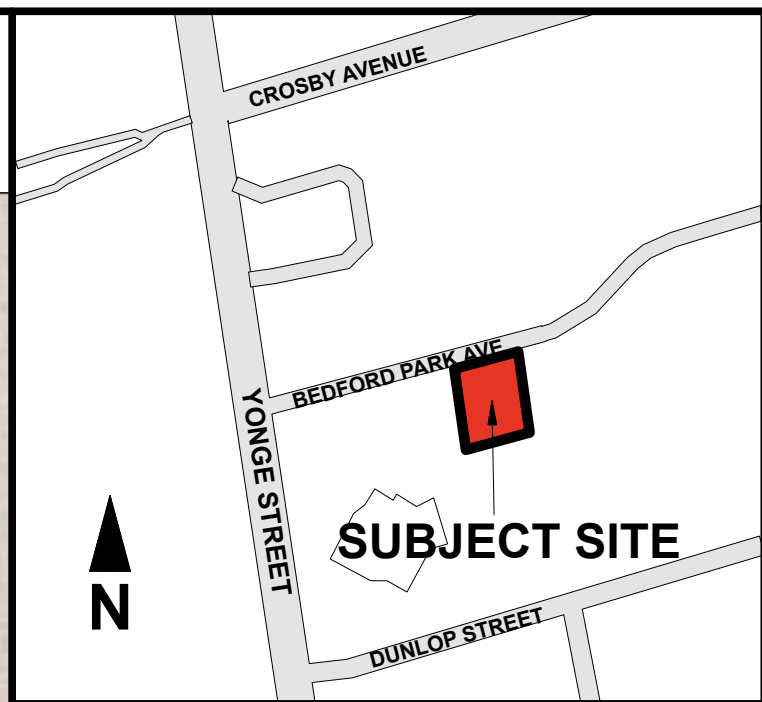 CROSBY AVENUE
BEDFORD PARK AVE
YONGE STREET
SUBJECT SITE
N
DUNLOP STREET